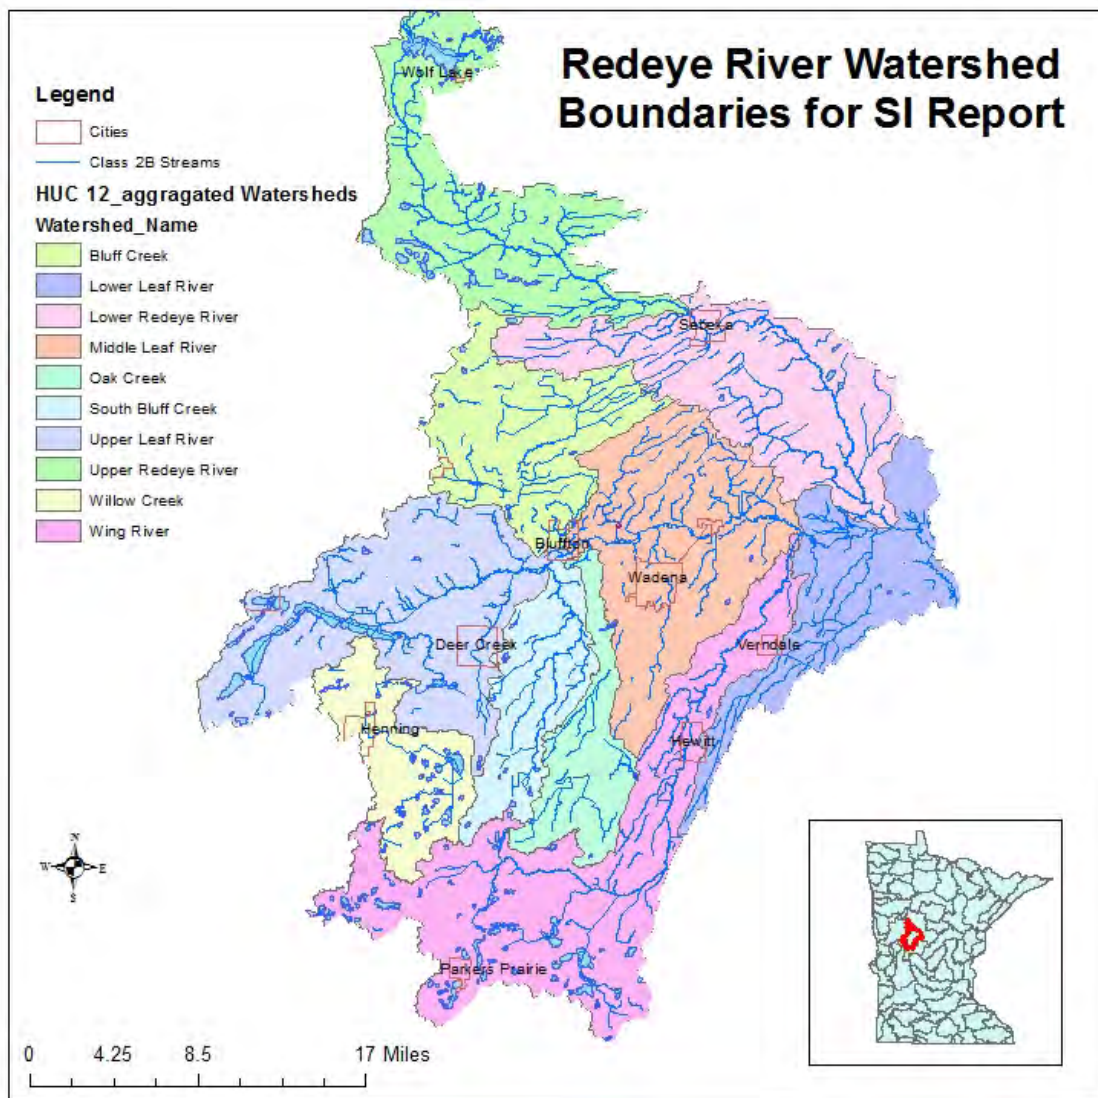 Redeye River Watershed
Boundaries for SI Report
Legend
Cities
Class 2B Streams
HUC 12_aggragated Watersheds
Watershed_Name
Bluff Creek
Lower Leaf River
Lower Redeye River
Middle Leaf River
Oak Creek
South Bluff Creek
Upper Leaf River
Upper Redeye River
Willow Creek
Wing River
Wolf Lake
Sebeka
Bluffton
Wadena
Deer Creek
Verndale
Henning
Hewitt
Parkers Prairie
N
W E
S
0 4.25 8.5 17 Miles